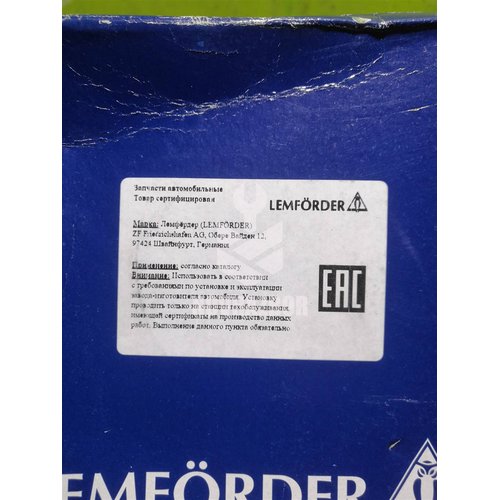 Запчасти автомобильные
Товар сертифицирован
LEMFÖRDER
Марка: Лемфёрдер (LEMFÖRDER)
ZF Friedrichshafen AG, Обере Вайден 12,
97424 Швайнфурт, Германия
Применение: согласно каталогу
Внимание: Использовать в соответствии
с требованиями по установке и эксплуатации
завода-изготовителя автомобиля. Установку
проводить только на станции техобслуживания,
имеющей сертификаты на производство данных
работ. Выполнение данного пункта обязательно
EAC
LEMFÖRDER